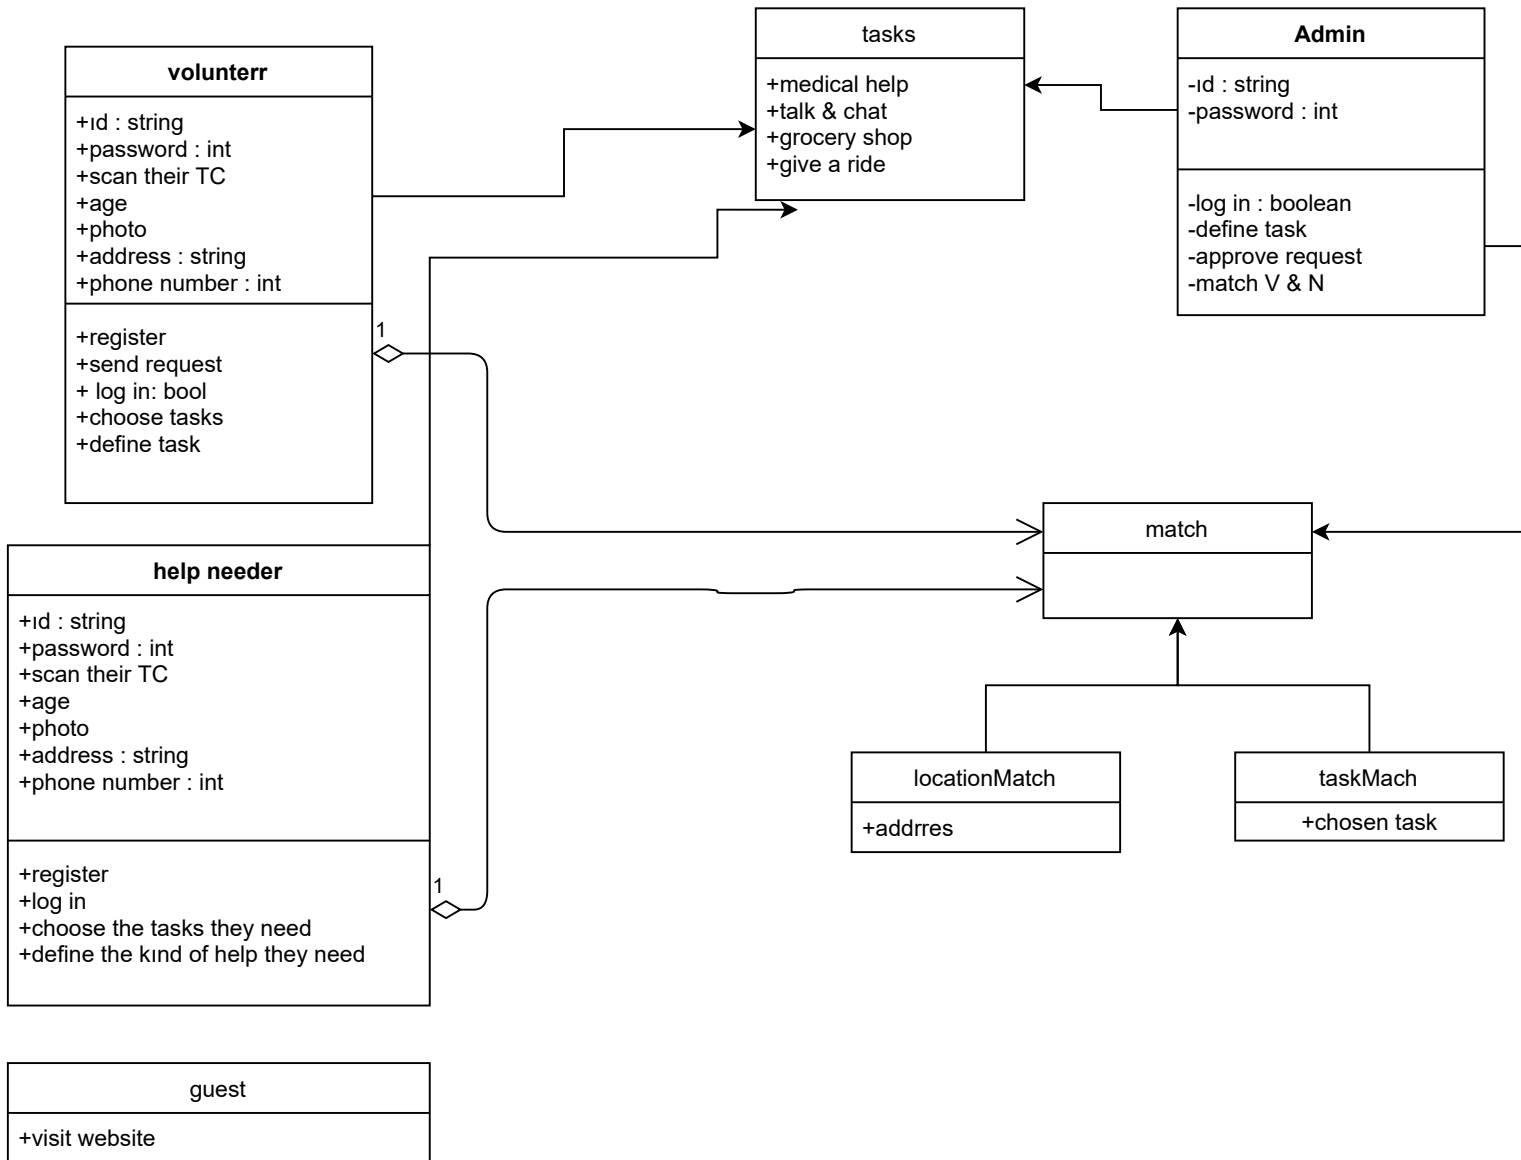 volunterr
+ıd : string
+password : int
+scan their TC
+age
+photo
+address : string
+phone number : int
+register
+send request
+ log in: bool
+choose tasks
+define task
1
tasks
+medical help
+talk & chat
+grocery shop
+give a ride
Admin
-ıd : string
-password : int
-log in : boolean
-define task
-approve request
-match V & N
help needer
+ıd : string
+password : int
+scan their TC
+age
+photo
+address : string
+phone number : int
+register
+log in
+choose the tasks they need
+define the kınd of help they need
1
match
locationMatch
+addrres
taskMach
+chosen task
guest
+visit website